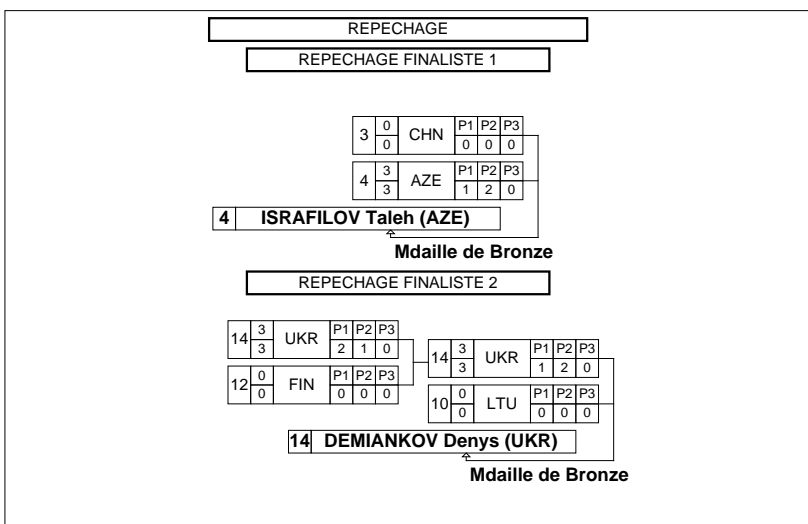 REPECHAGE
REPECHAGE FINALISTE 1
3 0 CHN P1 P2 P3
0 0 0 0
4 3 AZE P1 P2 P3
3 1 2 0
4 ISRAFILOV Taleh (AZE)
Mdaille de Bronze
REPECHAGE FINALISTE 2
14 3 UKR P1 P2 P3
3 2 1 0
12 0 FIN P1 P2 P3
0 0 0 0
14 3 UKR P1 P2 P3
3 1 2 0
10 0 LTU P1 P2 P3
0 0 0 0
14 DEMIANKOV Denys (UKR)
Mdaille de Bronze